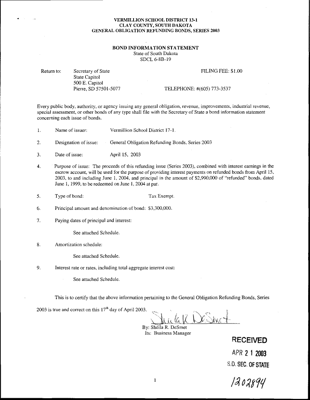 VERMILLION SCHOOL DISTRICT 13-1
CLAY COUNTY, SOUTH DAKOTA
GENERAL OBLIGATION REFUNDING BONDS, SERIES 2003
BOND INFORMATION STATEMENT
State of South Dakota
SDCL 6-8B-19
Return to: Secretary of State FILING FEE: $1.00
State Capitol
500 E. Capitol
Pierre, SD 57501-5077 TELEPHONE: #(605) 773-3537
Every public body, authority, or agency issuing any general obligation, revenue, improvements, industrial revenue,
special assessment, or other bonds of any type shall file with the Secretary of State a bond information statement
concerning each issue of bonds.
1. Name of issuer: Vermillion School District 17-1
2. Designation of issue: General Obligation Refunding Bonds, Series 2003
3. Date of issue: April 15, 2003
4. Purpose of issue: The proceeds of this refunding issue (Series 2003), combined with interest earnings in the
escrow account, will be used for the purpose of providing interest payments on refunded bonds from April 15,
2003, to and including June 1, 2004, and principal in the amount of $2,990,000 of "refunded" bonds, dated
June 1, 1999, to be redeemed on June 1, 2004 at par.
5. Type of bond: Tax Exempt.
6. Principal amount and denomination of bond: $3,300,000.
7. Paying dates of principal and interest:
See attached Schedule.
8. Amortization schedule:
See attached Schedule.
9. Interest rate or rates, including total aggregate interest cost:
See attached Schedule.
This is to certify that the above information pertaining to the General Obligation Refunding Bonds, Series
2003 is true and correct on this 17th day of April 2003.
Sheila R DeSmet
By: Sheila R. DeSmet
Its: Business Manager
RECEIVED
APR 21 2003
S.D. SEC. OF STATE
1
1202894